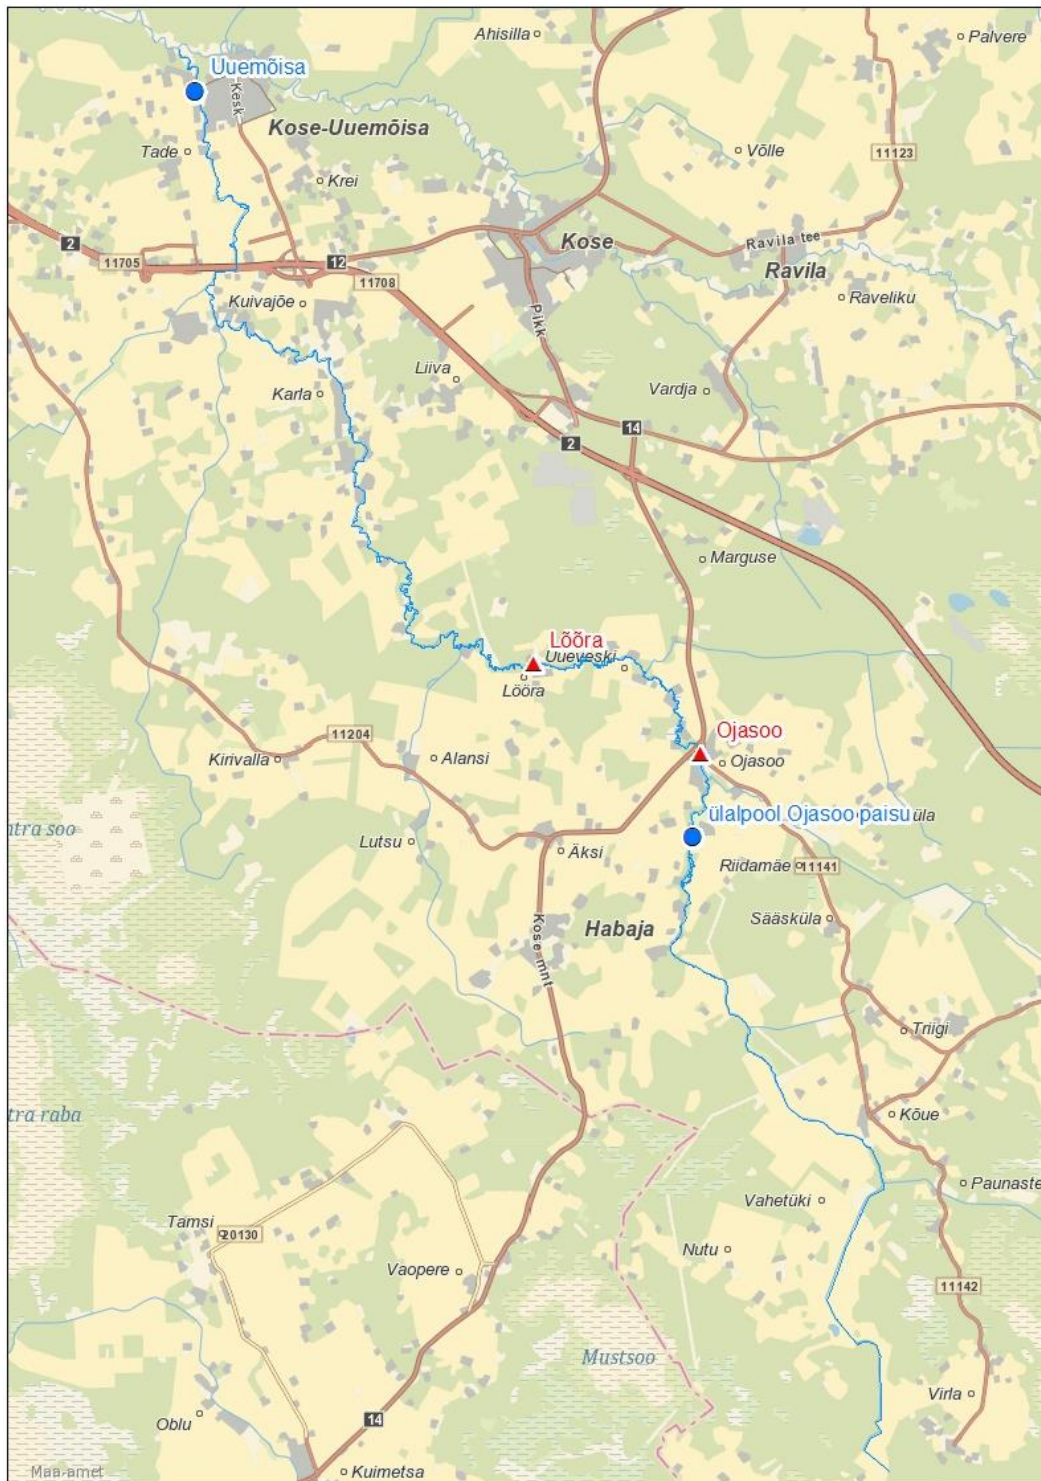 Ahisilla
Palvere
Uuemõisa
Kesk
Kose-Uuemõisa
Tade
Võlle
11123
Krei
2
Kose
Ravila tee
11705
12
Ravila
11708
Kuivajõe
Raveliku
Pikk
Liiva
Karla
Vardja
14
2
Marguse
Lõõra
Uueveski
Lööra
Ojasoo
11204
Kirivalla
Alansi
Ojasoo
ülalpool Ojasoo paisu
üla
ntra soo
Lutsu
Äksi
Riidamäe
11141
Sääsküla
Habaja
Kose mnt
Triigi
tra raba
Kõue
Paunaste
Vahetüki
Tamsi
20130
Nutu
Vaopere
11142
Mustsoo
Virla
Oblu
14
Maa-amet
Kuimetsa